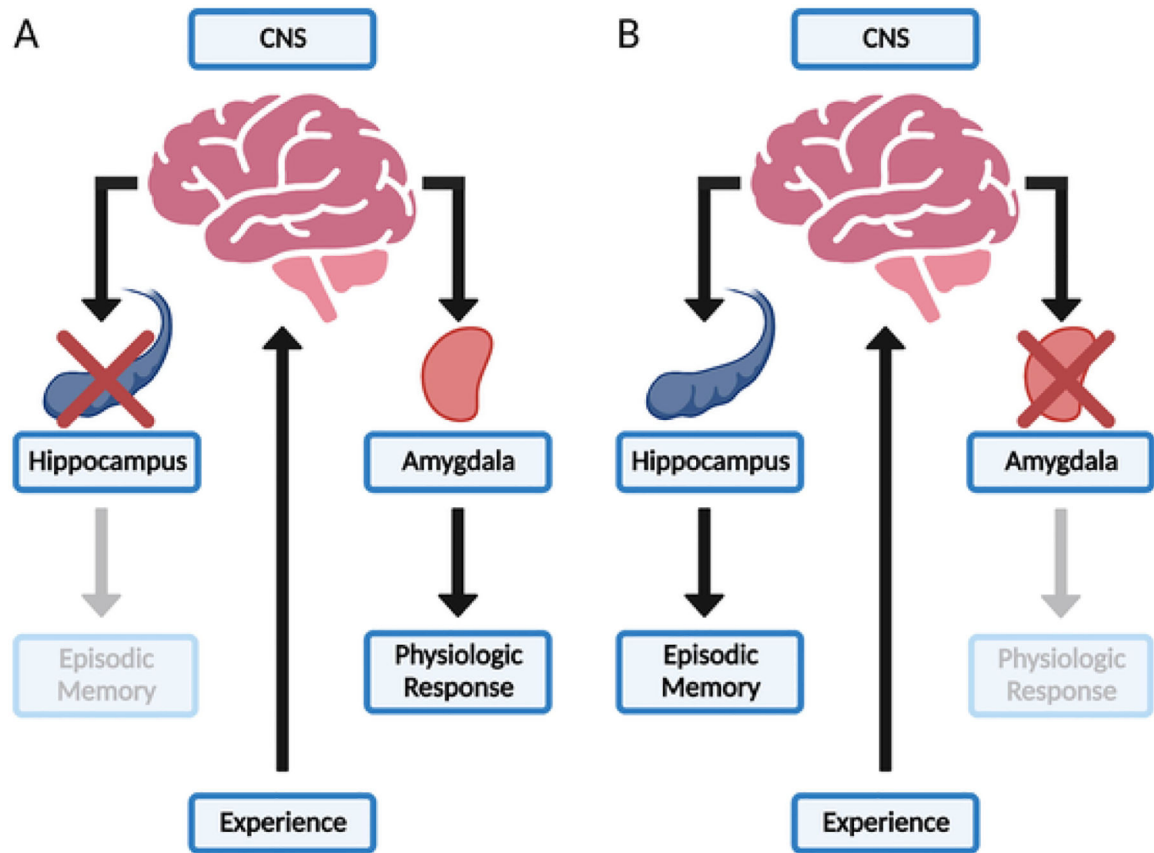 A
CNS
Hippocampus
Amygdala
Episodic
Memory
Physiologic
Response
Experience
B
CNS
Hippocampus
Amygdala
Episodic
Memory
Physiologic
Response
Experience